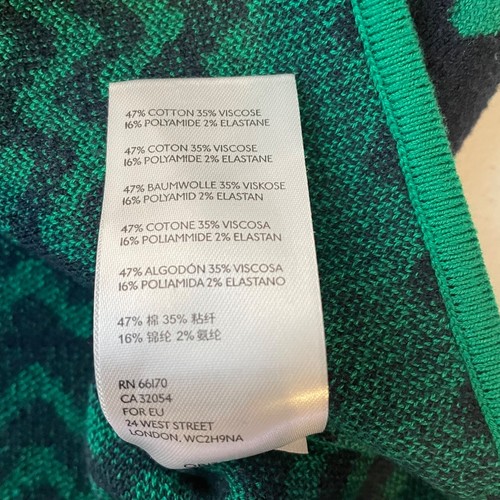 47% COTTON 35% VISCOSE
16% POLYAMIDE 2% ELASTANE
47% COTON 35% VISCOSE
16% POLYAMIDE 2% ELASTHANE
47% BAUMWOLLE 35% VISKOSE
16% POLYAMID 2% ELASTAN
47% COTONE 35% VISCOSA
16% POLIAMMIDE 2% ELASTAN
47% ALGODÓN 35% VISCOSA
16% POLIAMIDA 2% ELASTANO
47% 棉 35% 粘纤
16% 锦纶 2% 氨纶
RN 66170
CA 32054
FOR EU
24 WEST STREET
LONDON, WC2H9NA